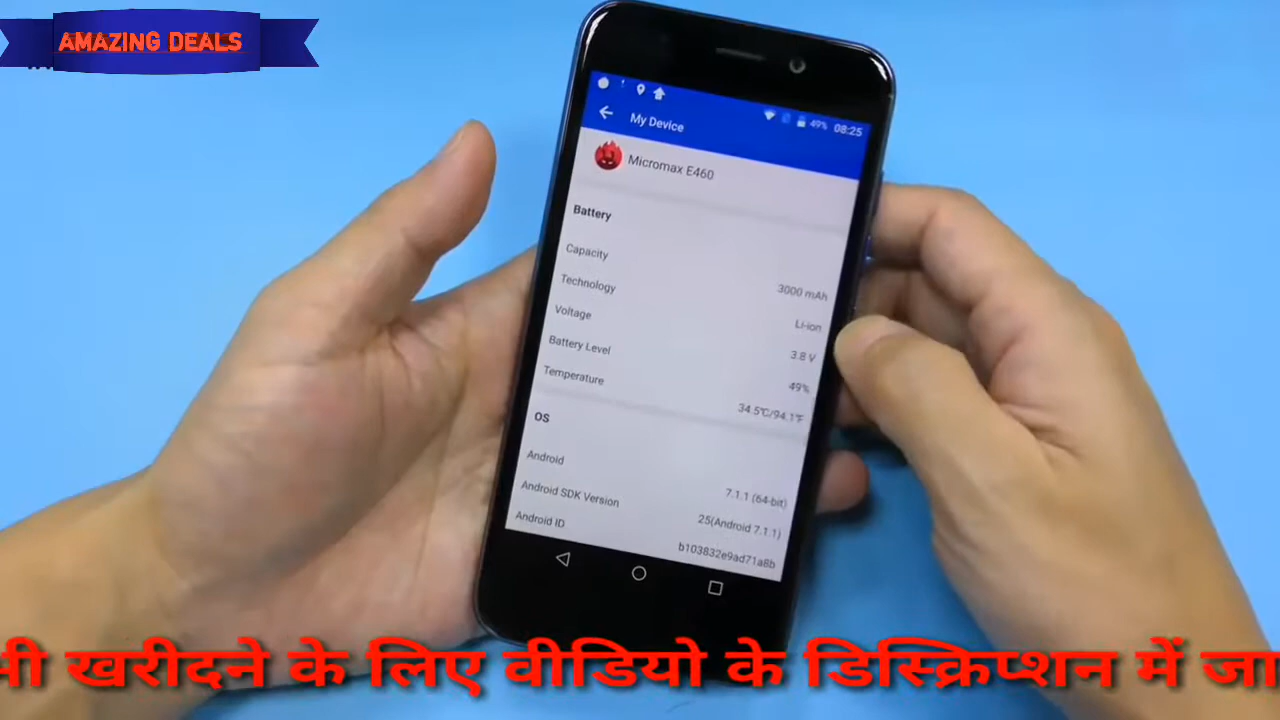 AMAZING DEALS
49% 08:25
My Device
Micromax E460
Battery
Capacity 3000 mAh
Technology Li-ion
Voltage 3.8 V
Battery Level 49%
Temperature 34.5℃/94.1℉
OS
Android 7.1.1 (64-bit)
Android SDK Version 25(Android 7.1.1)
Android ID b103832e9ad71a8b
खरीदने के लिए वीडियो के डिस्क्रिप्शन में